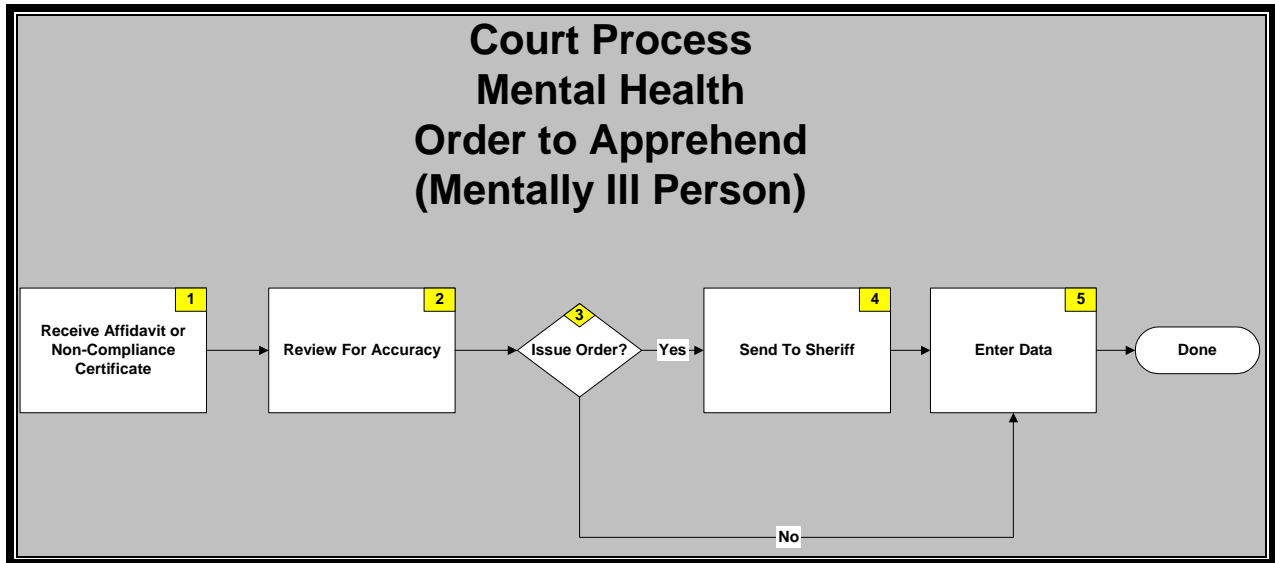 Court Process
Mental Health
Order to Apprehend
(Mentally Ill Person)
1
Receive Affidavit or
Non-Compliance
Certificate
2
Review For Accuracy
3
Issue Order?
Yes
4
Send To Sheriff
5
Enter Data
Done
No